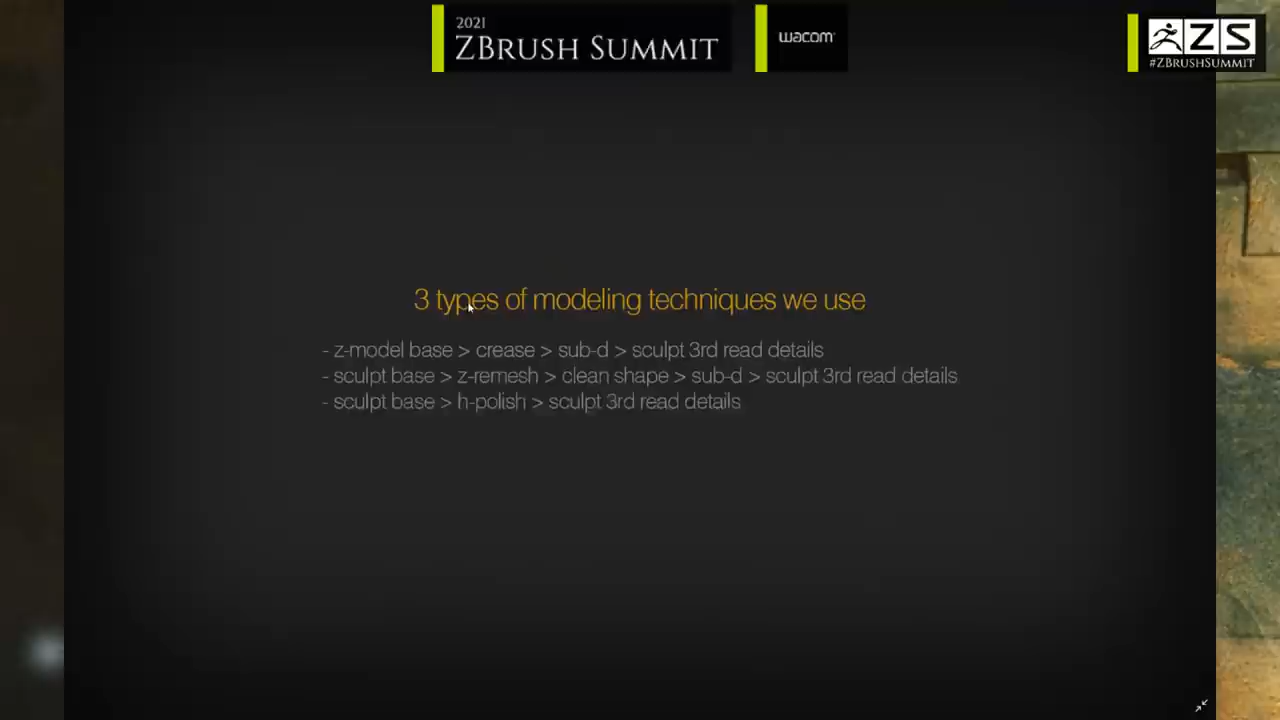 2021
ZBRUSH SUMMIT
wacom
ZS
#ZBRUSHSUMMIT
3 types of modeling techniques we use
- z-model base > crease > sub-d > sculpt 3rd read details
- sculpt base > z-remesh > clean shape > sub-d > sculpt 3rd read details
- sculpt base > h-polish > sculpt 3rd read details